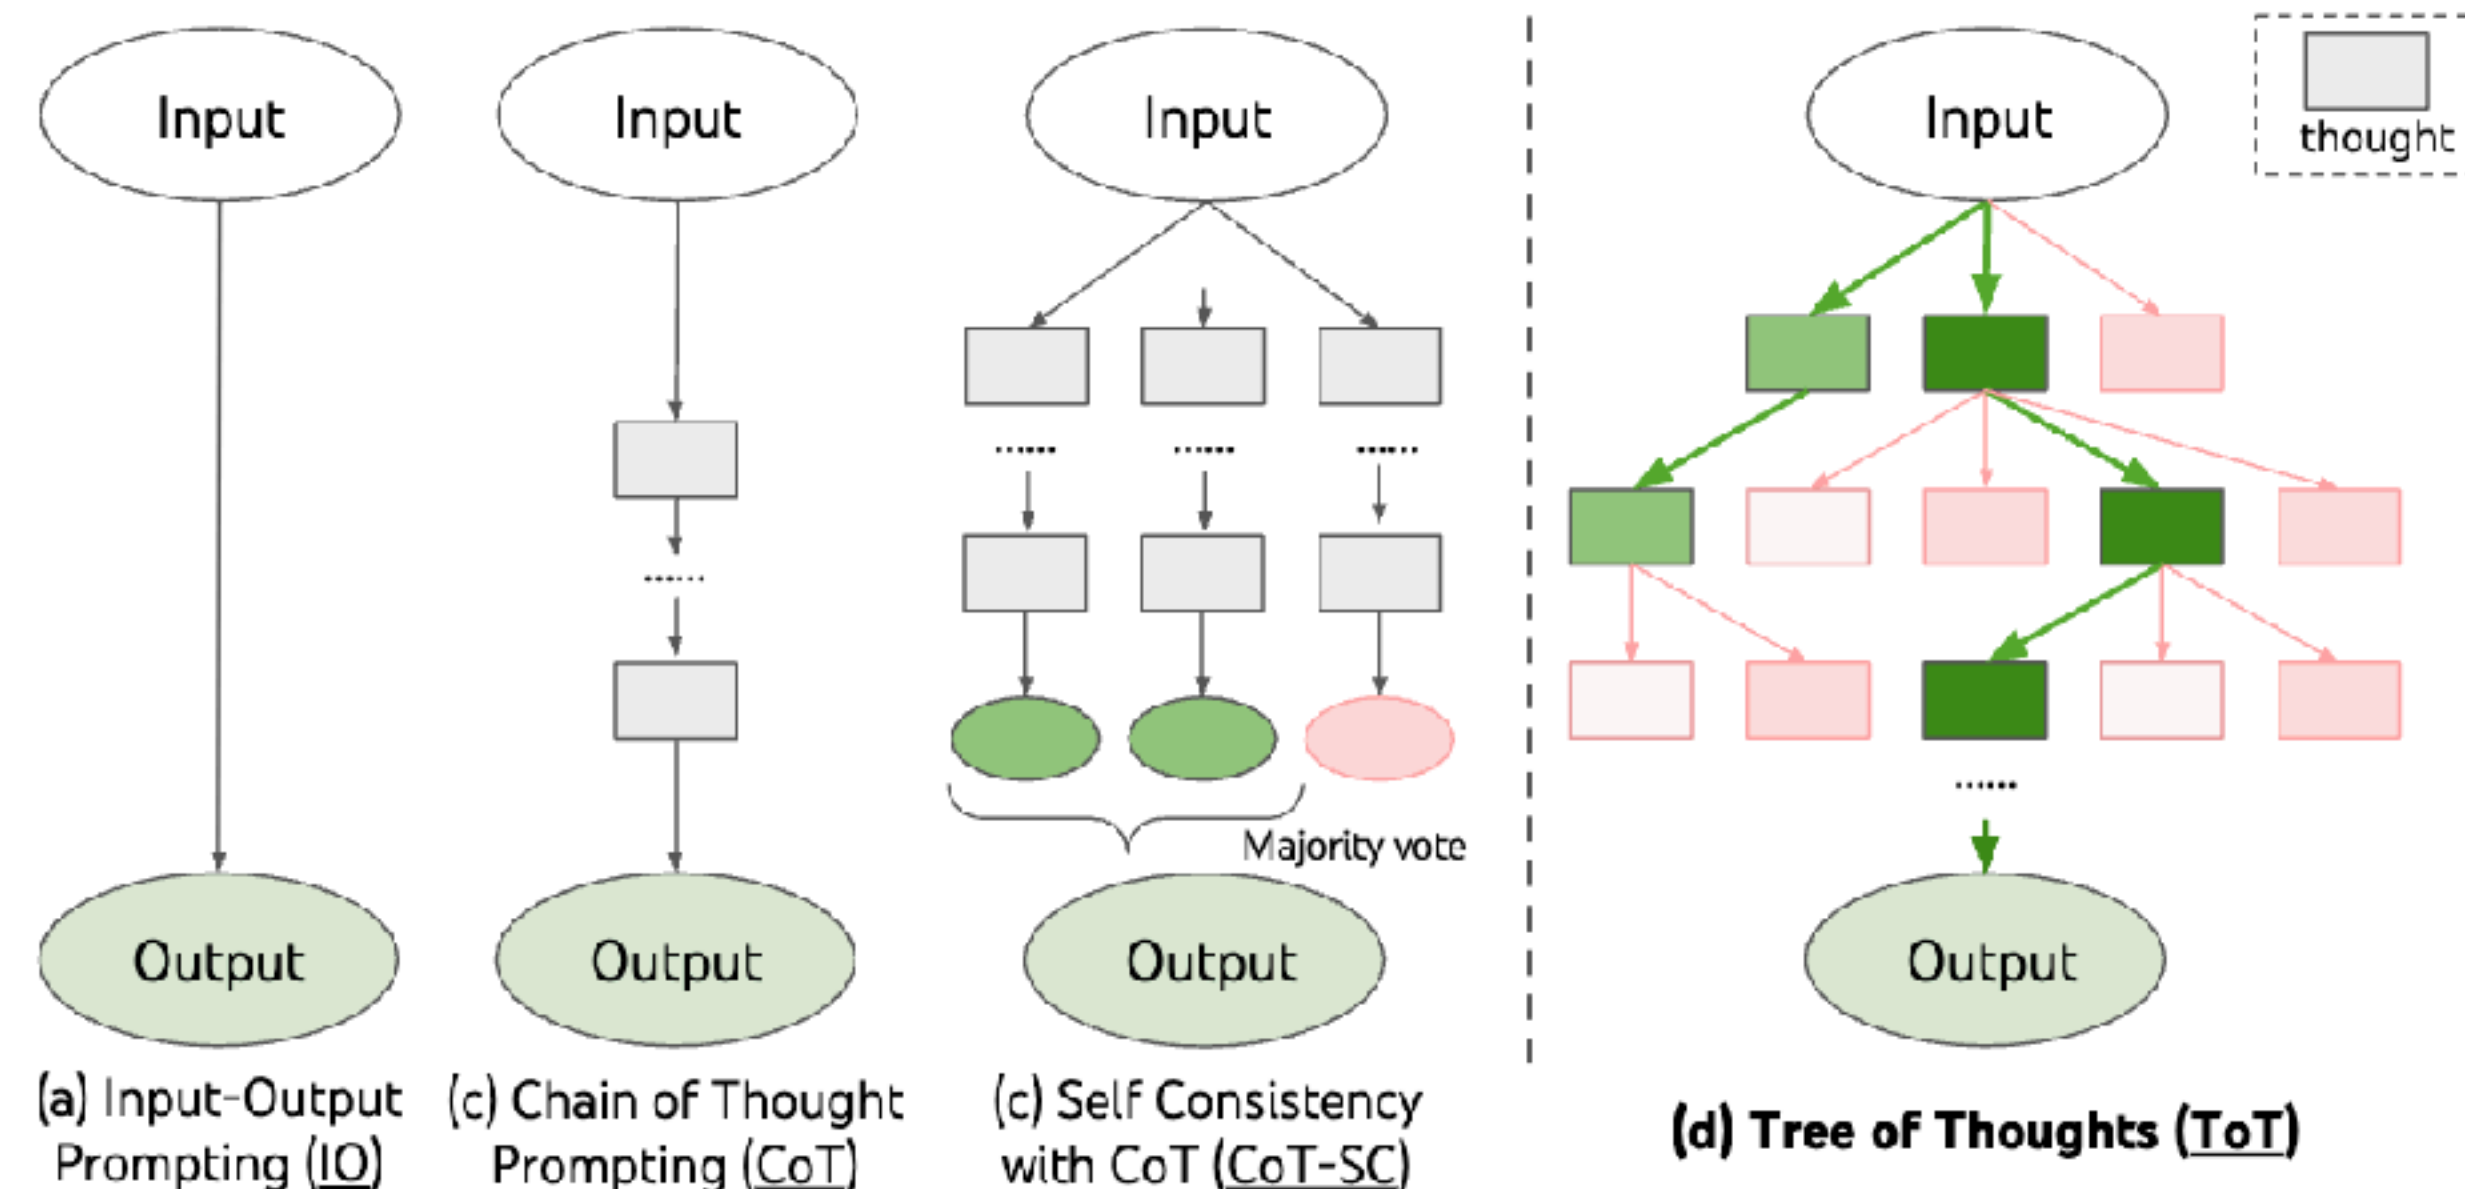 Input
Input
Input
Input
thought
......
......
......
......
......
Majority vote
Output
Output
Output
Output
(a) Input-Output
Prompting (IO)
(c) Chain of Thought
Prompting (CoT)
(c) Self Consistency
with CoT (CoT-SC)
(d) Tree of Thoughts (ToT)